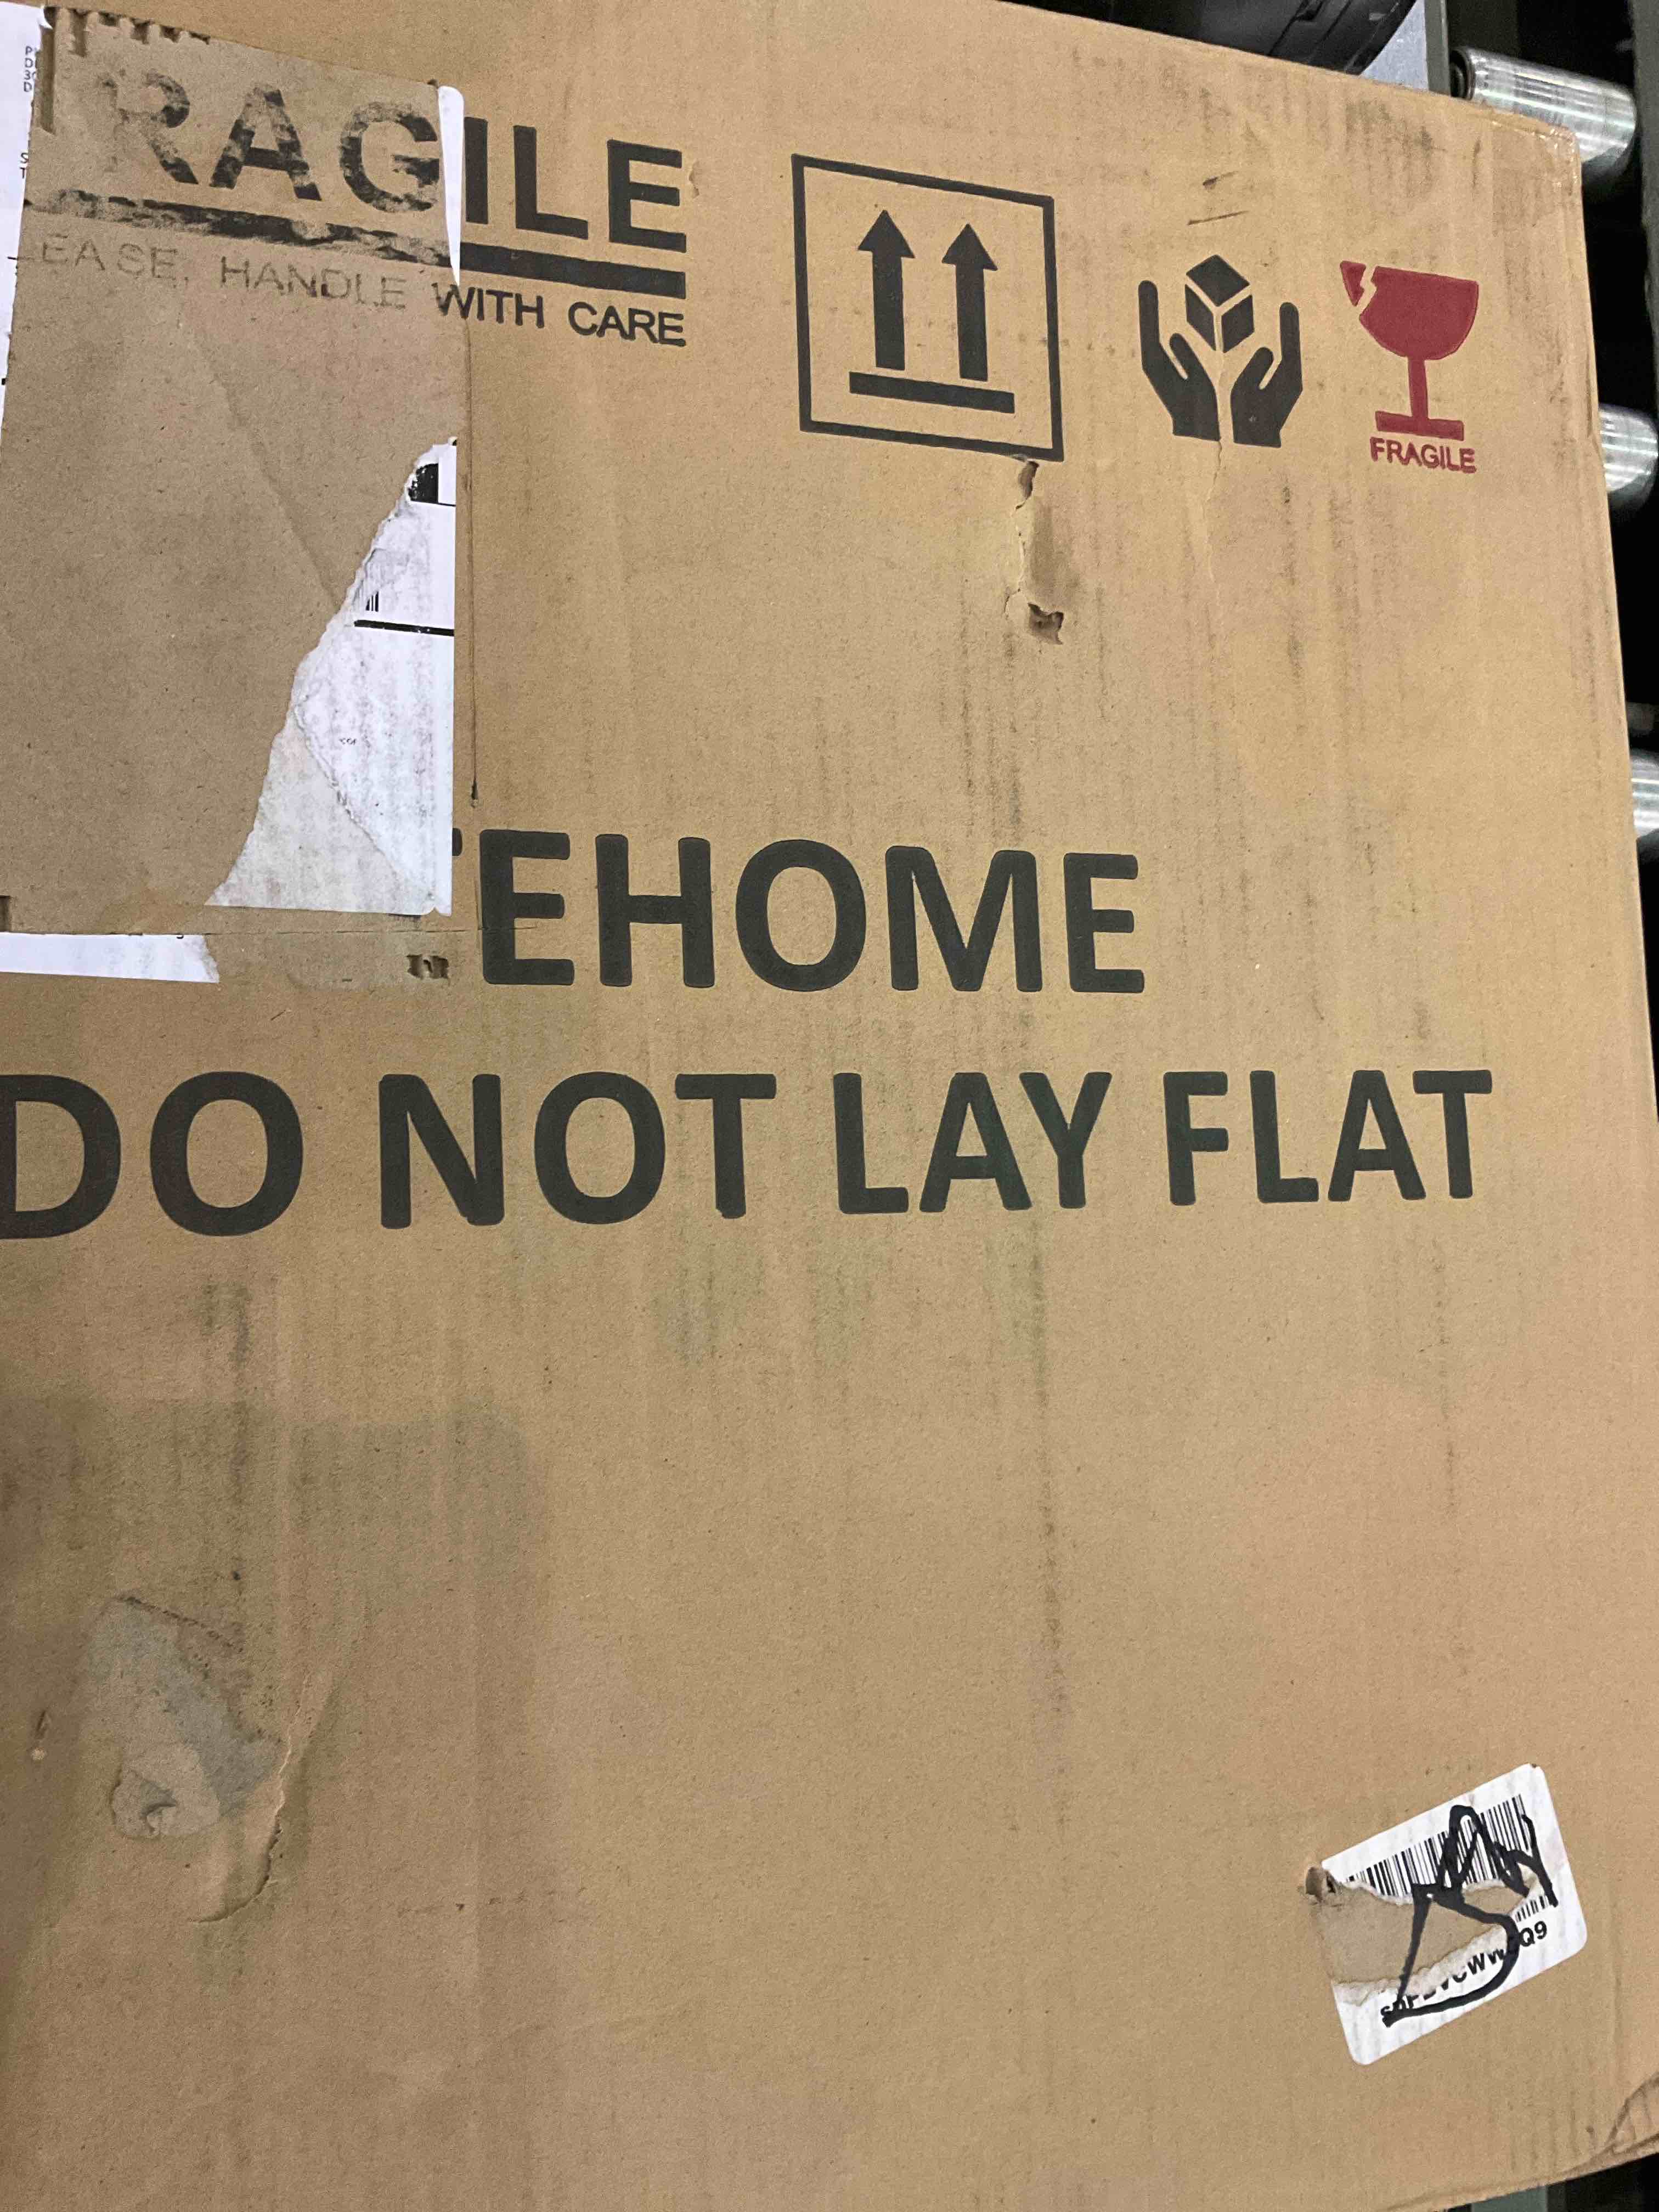 RAGILE
EASE, HANDLE WITH CARE
FRAGILE
EHOME
DO NOT LAY FLAT